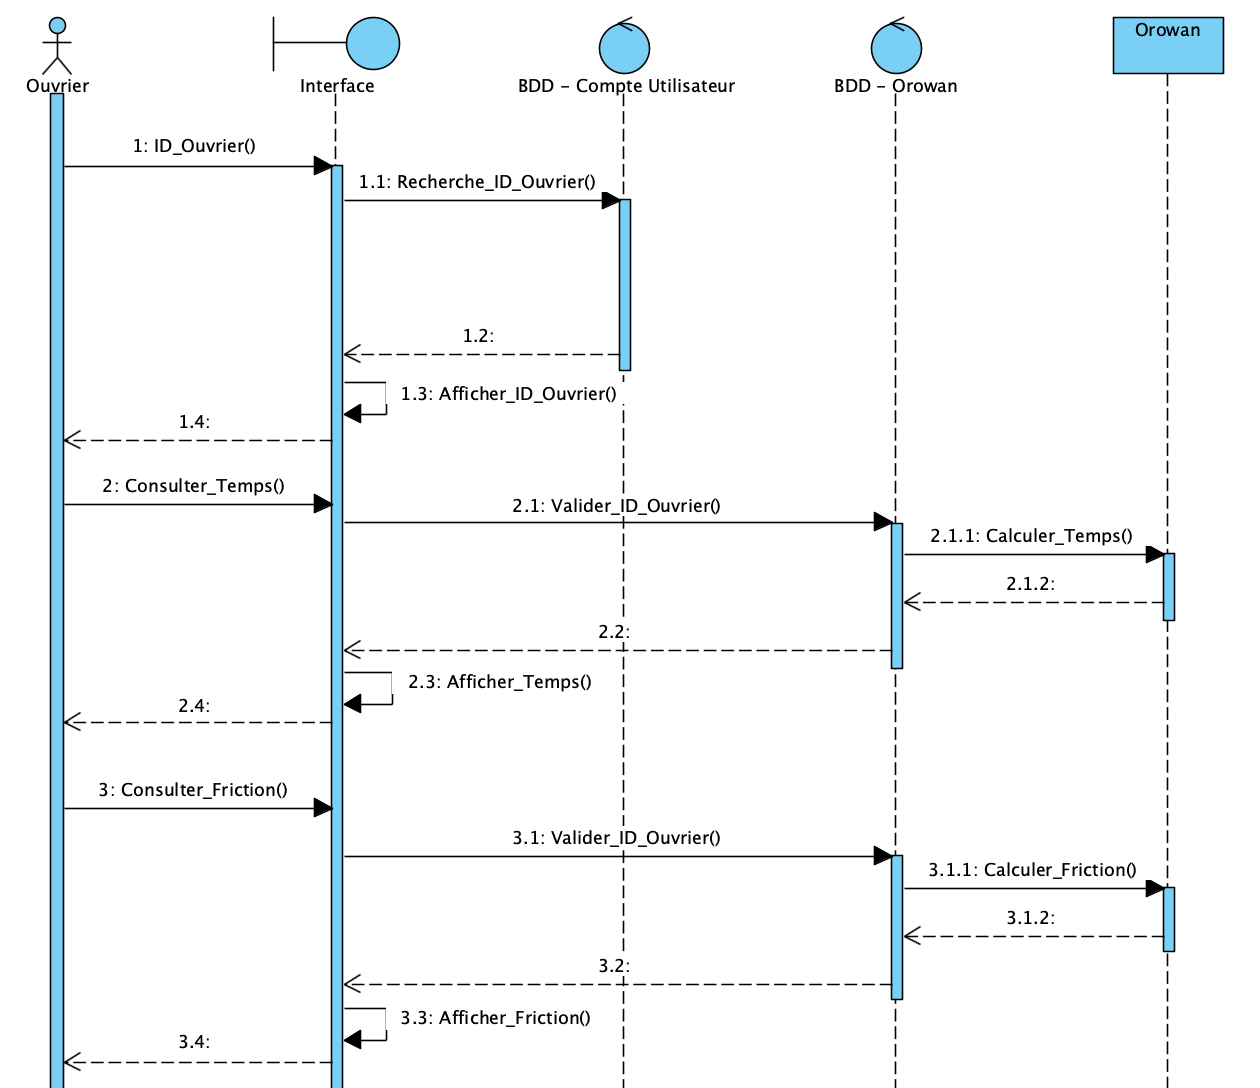 Orowan
Ouvrier
Interface
BDD - Compte Utilisateur
BDD - Orowan
1: ID_Ouvrier()
1.1: Recherche_ID_Ouvrier()
1.2:
1.3: Afficher_ID_Ouvrier()
1.4:
2: Consulter_Temps()
2.1: Valider_ID_Ouvrier()
2.1.1: Calculer_Temps()
2.1.2:
2.2:
2.3: Afficher_Temps()
2.4:
3: Consulter_Friction()
3.1: Valider_ID_Ouvrier()
3.1.1: Calculer_Friction()
3.1.2:
3.2:
3.3: Afficher_Friction()
3.4: